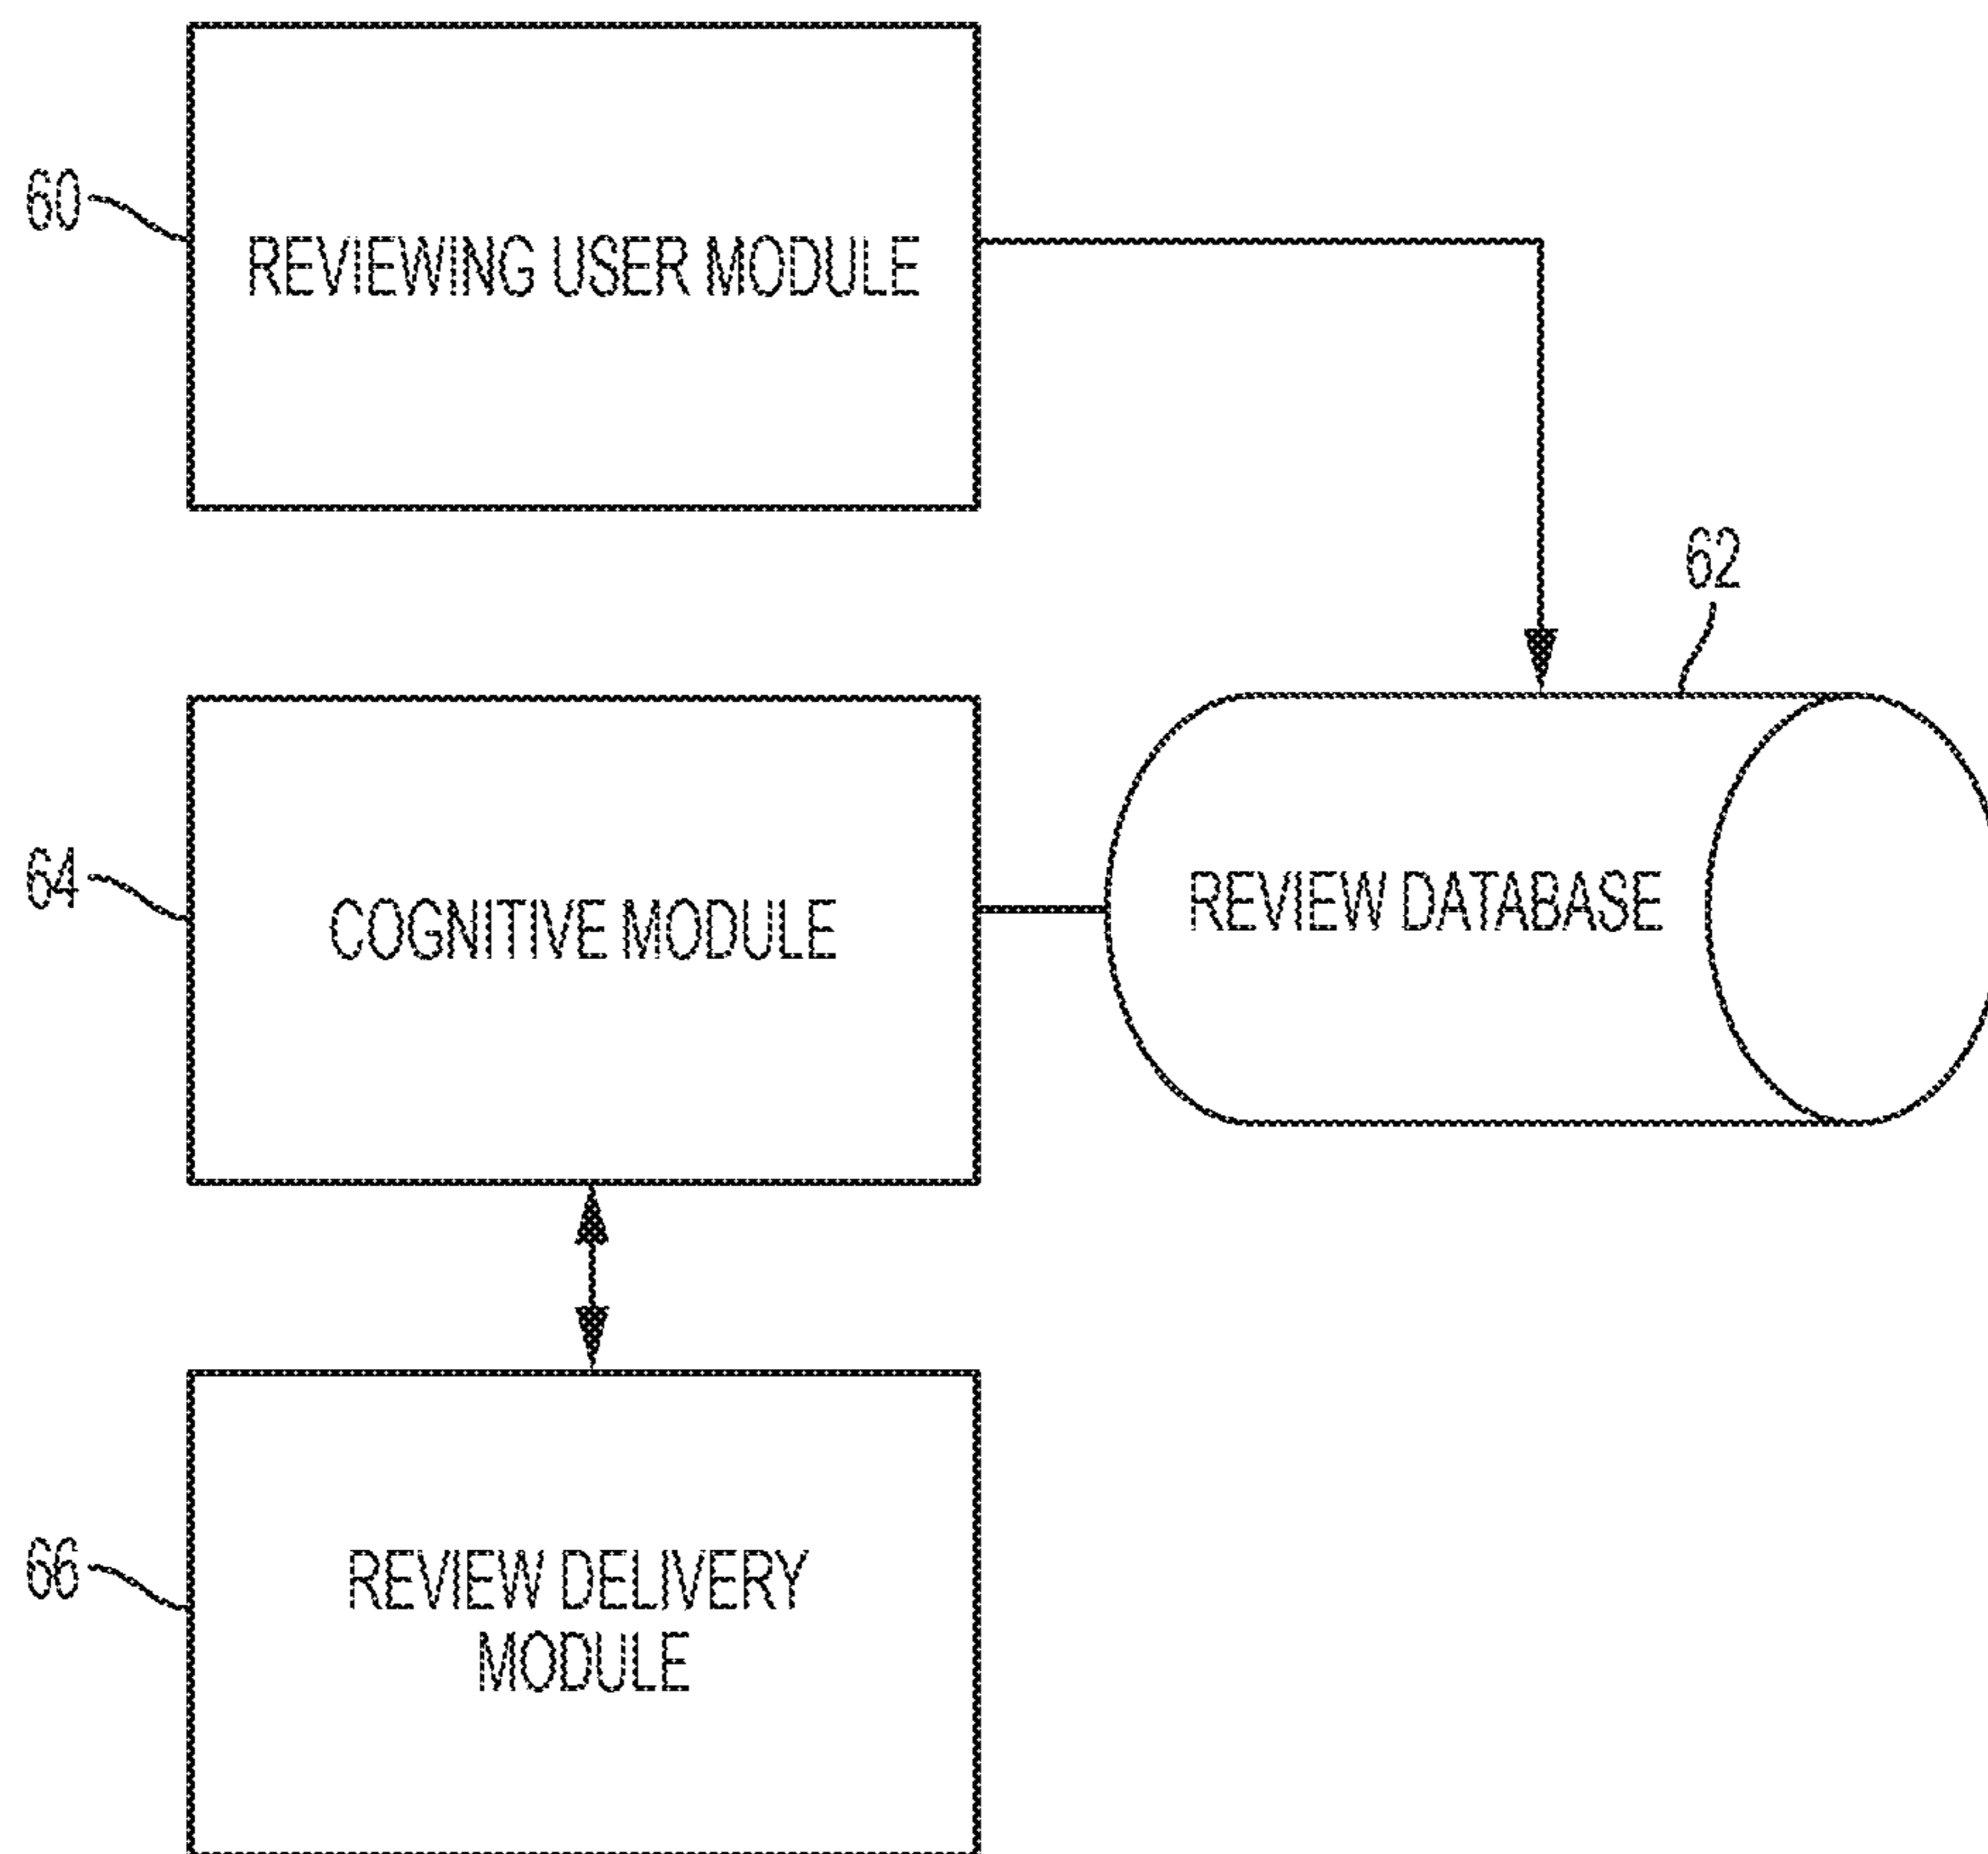 60
REVIEWING USER MODULE
62
64
COGNITIVE MODULE
REVIEW DATABASE
66
REVIEW DELIVERY
MODULE